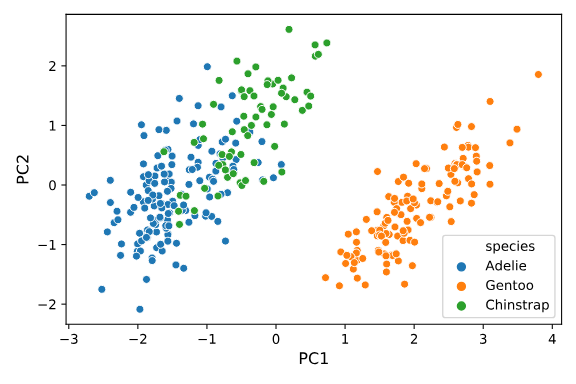 PC2
2
1
0
−1
−2
−3
−2
−1
0
1
2
3
4
PC1
species
Adelie
Gentoo
Chinstrap